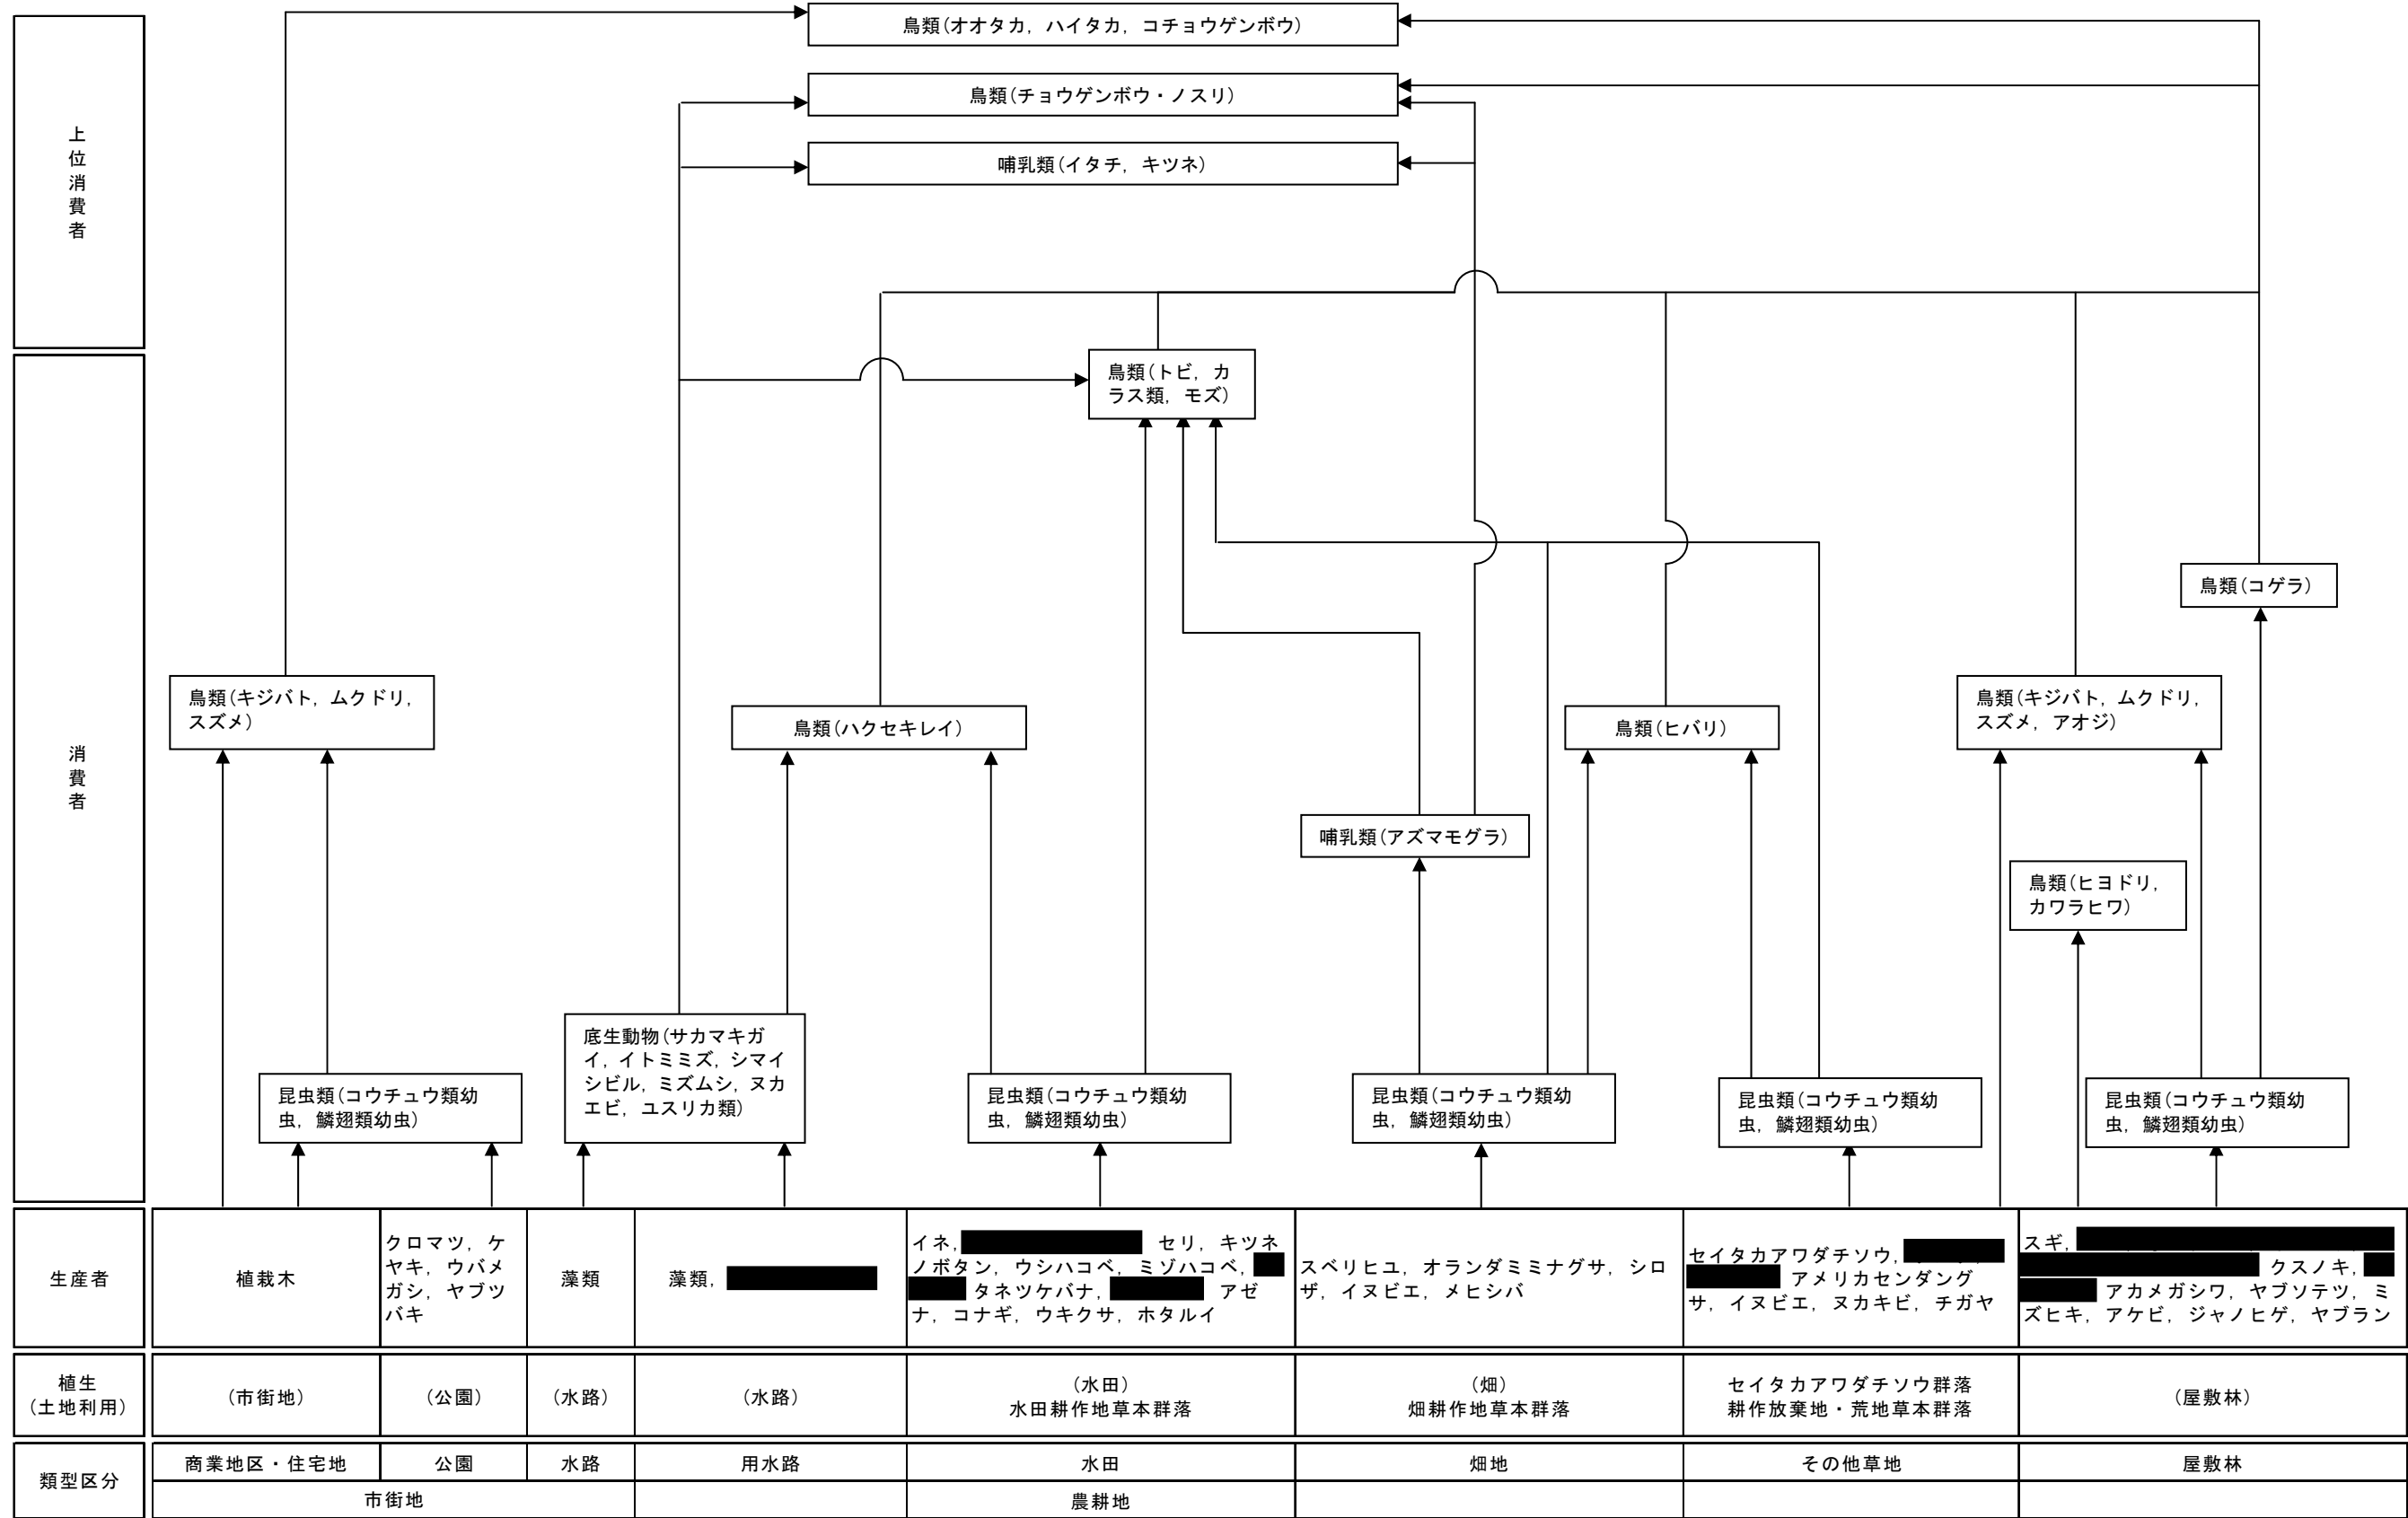 鳥類(オオタカ，ハイタカ，コチョウゲンボウ)
鳥類(チョウゲンボウ・ノスリ)
哺乳類(イタチ，キツネ)
上位消費者
鳥類(トビ，カ
ラス類，モズ)
鳥類(コゲラ)
鳥類(キジバト，ムクドリ，
スズメ)
鳥類(ハクセキレイ)
鳥類(ヒバリ)
鳥類(キジバト，ムクドリ，
スズメ，アオジ)
消費者
哺乳類(アズマモグラ)
鳥類(ヒヨドリ，
カワラヒワ)
昆虫類(コウチュウ類幼
虫，鱗翅類幼虫)
底生動物(サカマキガ
イ，イトミミズ，シマイ
シビル，ミズムシ，ヌカ
エビ，ユスリカ類)
昆虫類(コウチュウ類幼
虫，鱗翅類幼虫)
昆虫類(コウチュウ類幼
虫，鱗翅類幼虫)
昆虫類(コウチュウ類幼
虫，鱗翅類幼虫)
昆虫類(コウチュウ類幼
虫，鱗翅類幼虫)
生産者
植栽木
クロマツ，ケ
ヤキ，ウバメ
ガシ，ヤブツ
バキ
藻類
藻類，
イネ， セリ，キツネ
ノボタン，ウシハコベ，ミゾハコベ，
タネツケバナ， アゼ
ナ，コナギ，ウキクサ，ホタルイ
スベリヒユ，オランダミミナグサ，シロ
ザ，イヌビエ，メヒシバ
セイタカアワダチソウ，
アメリカセンダング
サ，イヌビエ，ヌカキビ，チガヤ
スギ，
クスノキ，
アカメガシワ，ヤブソテツ，ミ
ズヒキ，アケビ，ジャノヒゲ，ヤブラン
植生
(土地利用)
(市街地)
(公園)
(水路)
(水路)
(水田)
水田耕作地草本群落
(畑)
畑耕作地草本群落
セイタカアワダチソウ群落
耕作放棄地・荒地草本群落
(屋敷林)
類型区分
商業地区・住宅地
公園
水路
用水路
水田
畑地
その他草地
屋敷林
市街地
農耕地